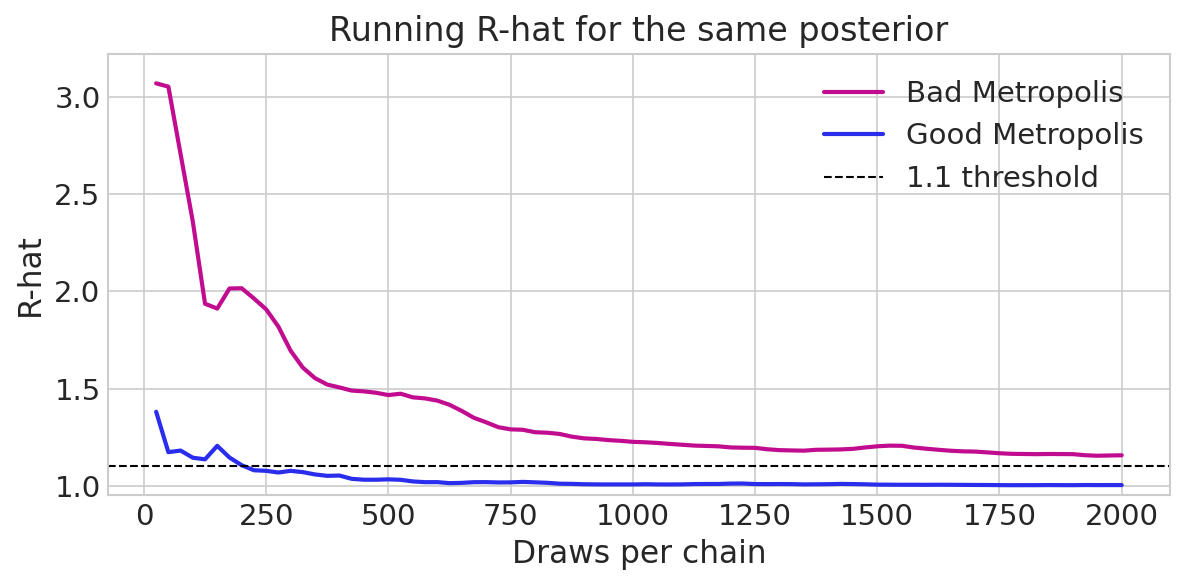 Running R-hat for the same posterior
R-hat
3.0
2.5
2.0
1.5
1.0
Bad Metropolis
Good Metropolis
1.1 threshold
0 250 500 750 1000 1250 1500 1750 2000
Draws per chain